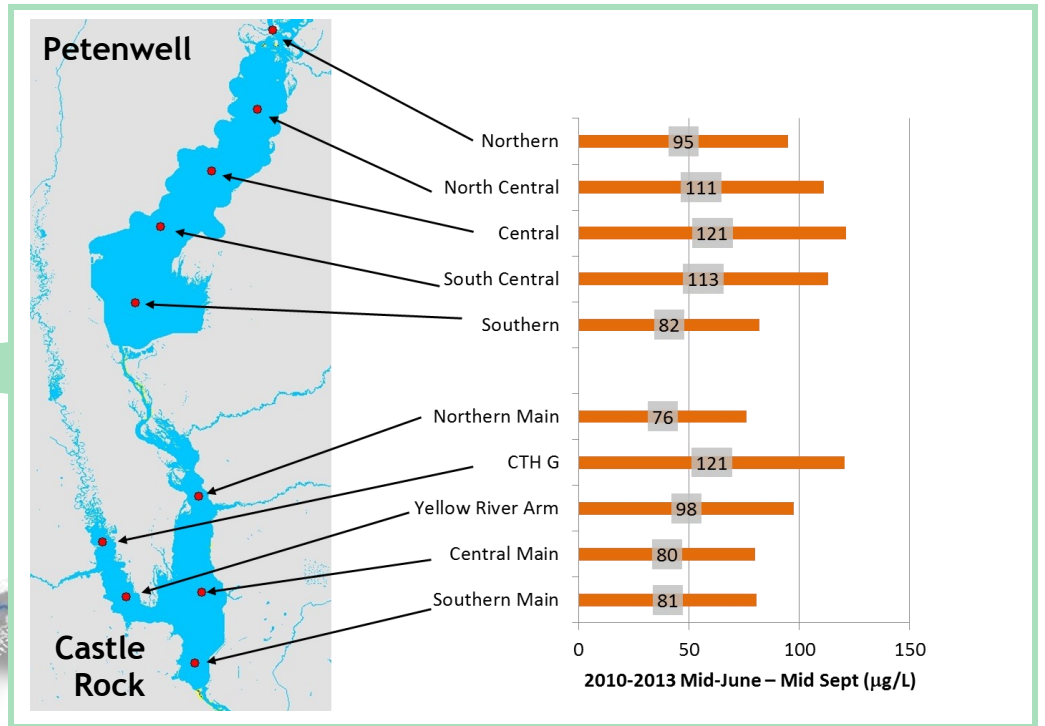 Petenwell
Northern 95
North Central 111
Central 121
South Central 113
Southern 82
Northern Main 76
CTH G 121
Yellow River Arm 98
Central Main 80
Southern Main 81
Castle
Rock
0 50 100 150
2010-2013 Mid-June – Mid Sept (µg/L)